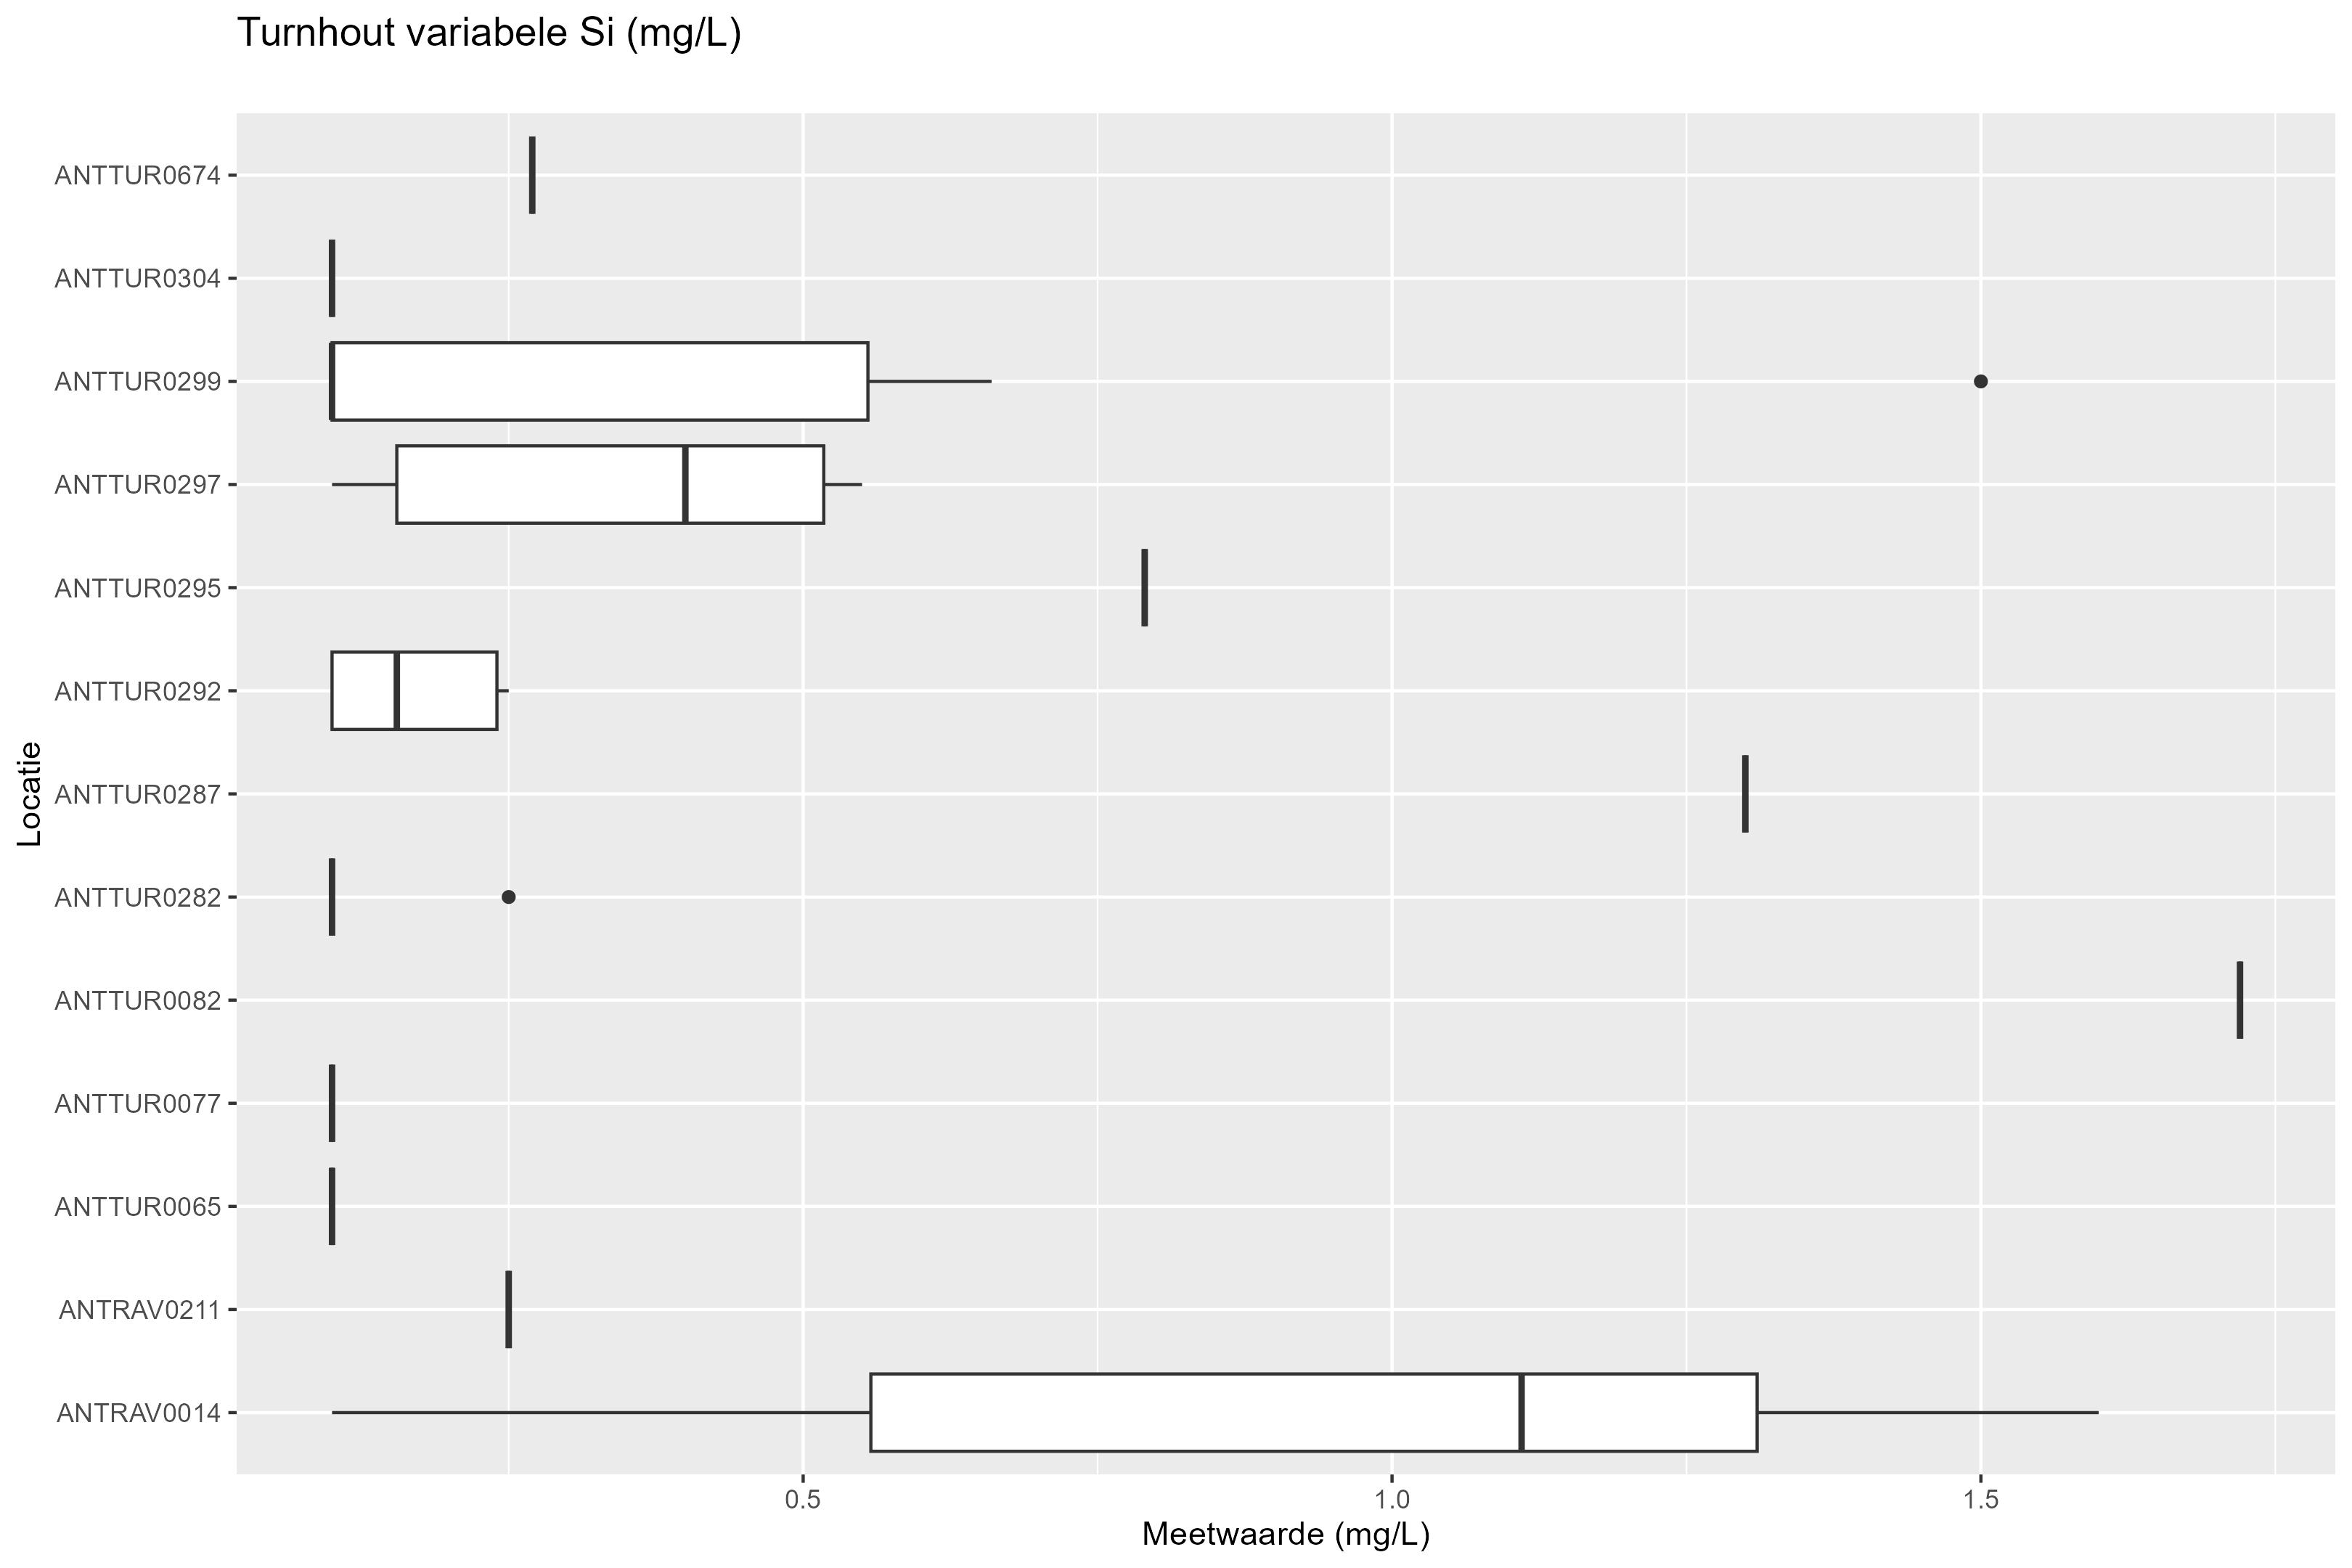 Turnhout variabele Si (mg/L)
Locatie
ANTTUR0674
ANTTUR0304
ANTTUR0299
ANTTUR0297
ANTTUR0295
ANTTUR0292
ANTTUR0287
ANTTUR0282
ANTTUR0082
ANTTUR0077
ANTTUR0065
ANTRAV0211
ANTRAV0014
0.5 1.0 1.5
Meetwaarde (mg/L)